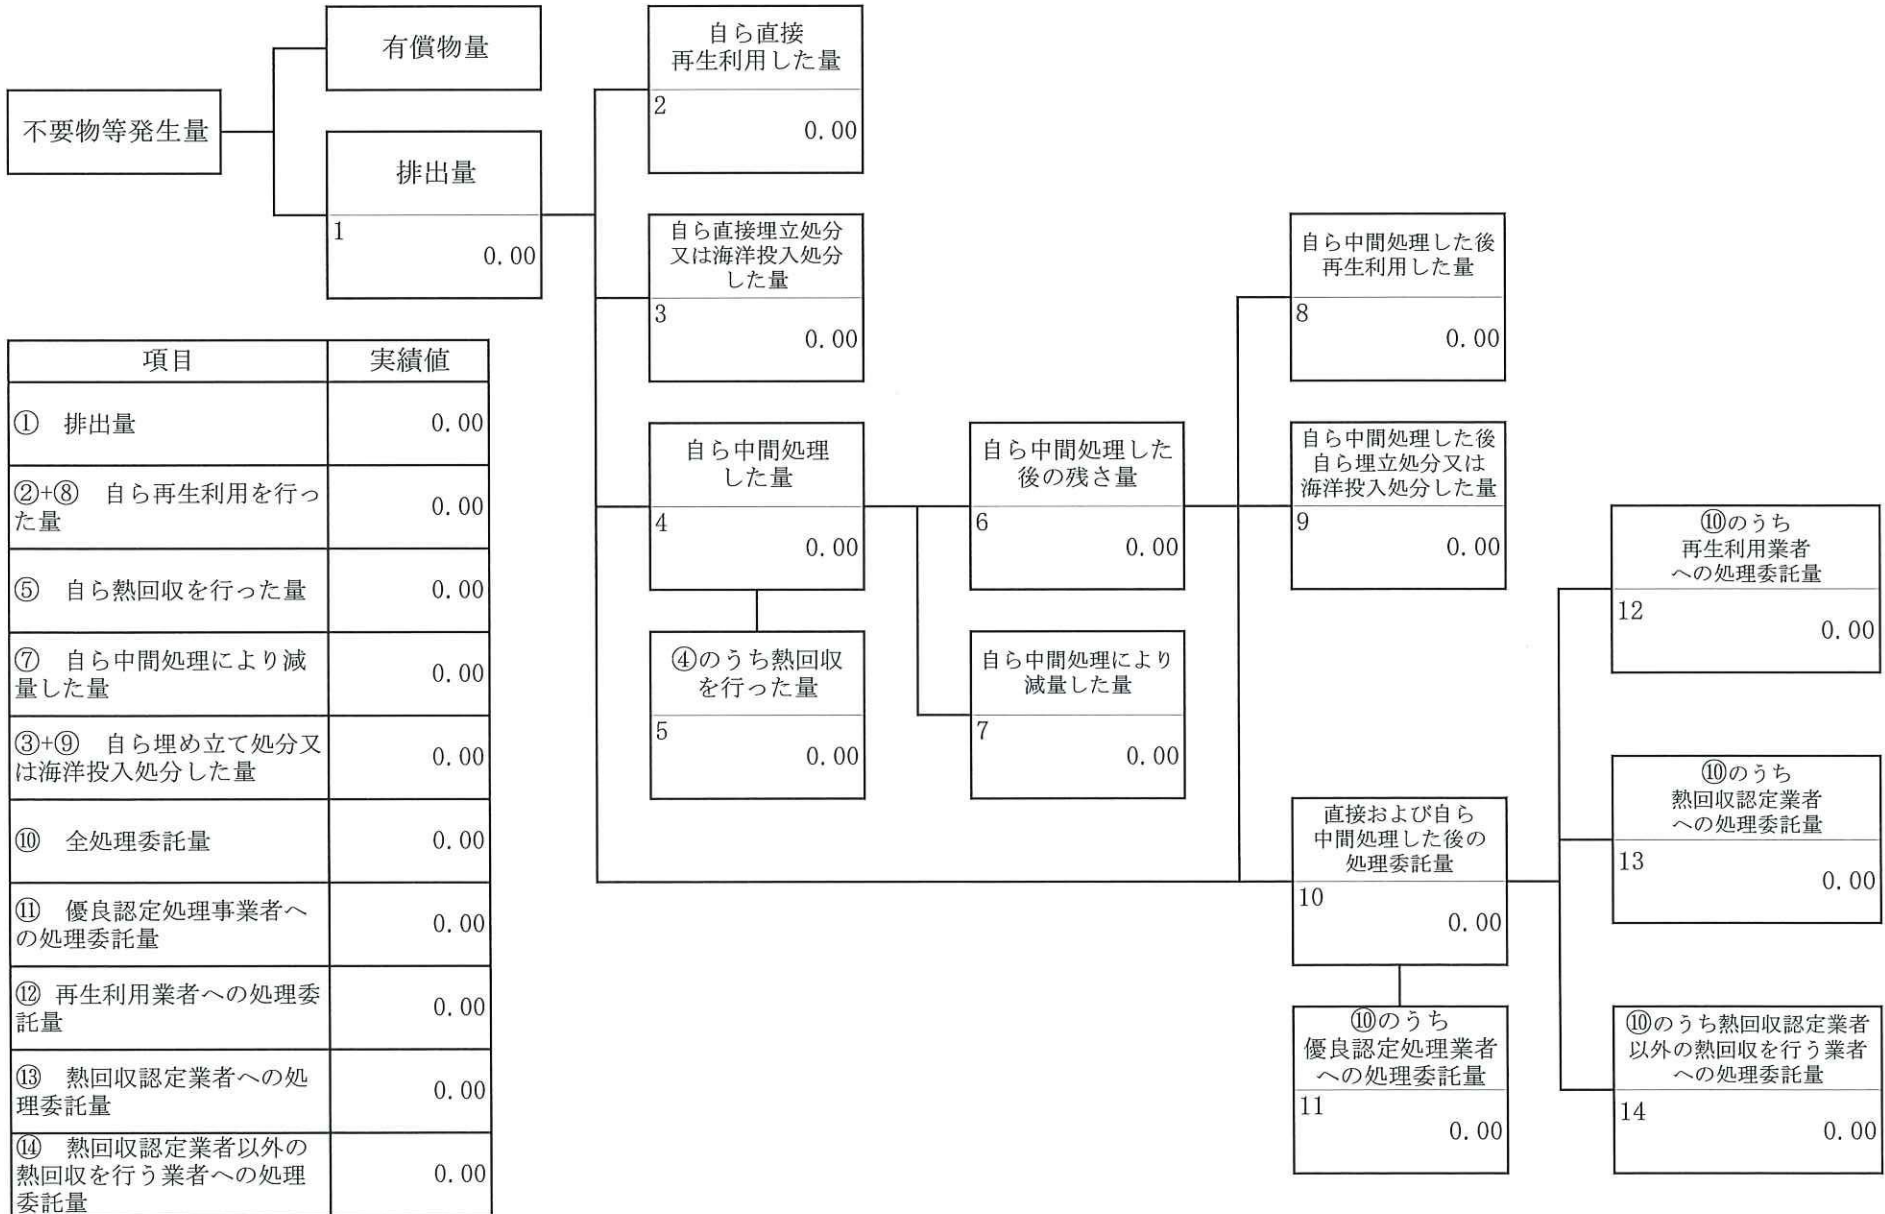 不要物等発生量
有償物量
排出量
1
0.00
自ら直接
再生利用した量
2
0.00
自ら直接埋立処分
又は海洋投入処分
した量
3
0.00
自ら中間処理
した量
4
0.00
④のうち熱回収
を行った量
5
0.00
自ら中間処理した
後の残さ量
6
0.00
自ら中間処理により
減量した量
7
0.00
自ら中間処理した後
再生利用した量
8
0.00
自ら中間処理した後
自ら埋立処分又は
海洋投入処分した量
9
0.00
直接および自ら
中間処理した後の
処理委託量
10
0.00
⑩のうち
優良認定処理業者
への処理委託量
11
0.00
⑩のうち
再生利用業者
への処理委託量
12
0.00
⑩のうち
熱回収認定業者
への処理委託量
13
0.00
⑩のうち熱回収認定業者
以外の熱回収を行う業者
への処理委託量
14
0.00
項目 実績値
① 排出量 0.00
②+⑧ 自ら再生利用を行っ
た量 0.00
⑤ 自ら熱回収を行った量 0.00
⑦ 自ら中間処理により減
量した量 0.00
③+⑨ 自ら埋め立て処分又
は海洋投入処分した量 0.00
⑩ 全処理委託量 0.00
⑪ 優良認定処理事業者へ
の処理委託量 0.00
⑫ 再生利用業者への処理委
託量 0.00
⑬ 熱回収認定業者への処
理委託量 0.00
⑭ 熱回収認定業者以外の
熱回収を行う業者への処理
委託量 0.00